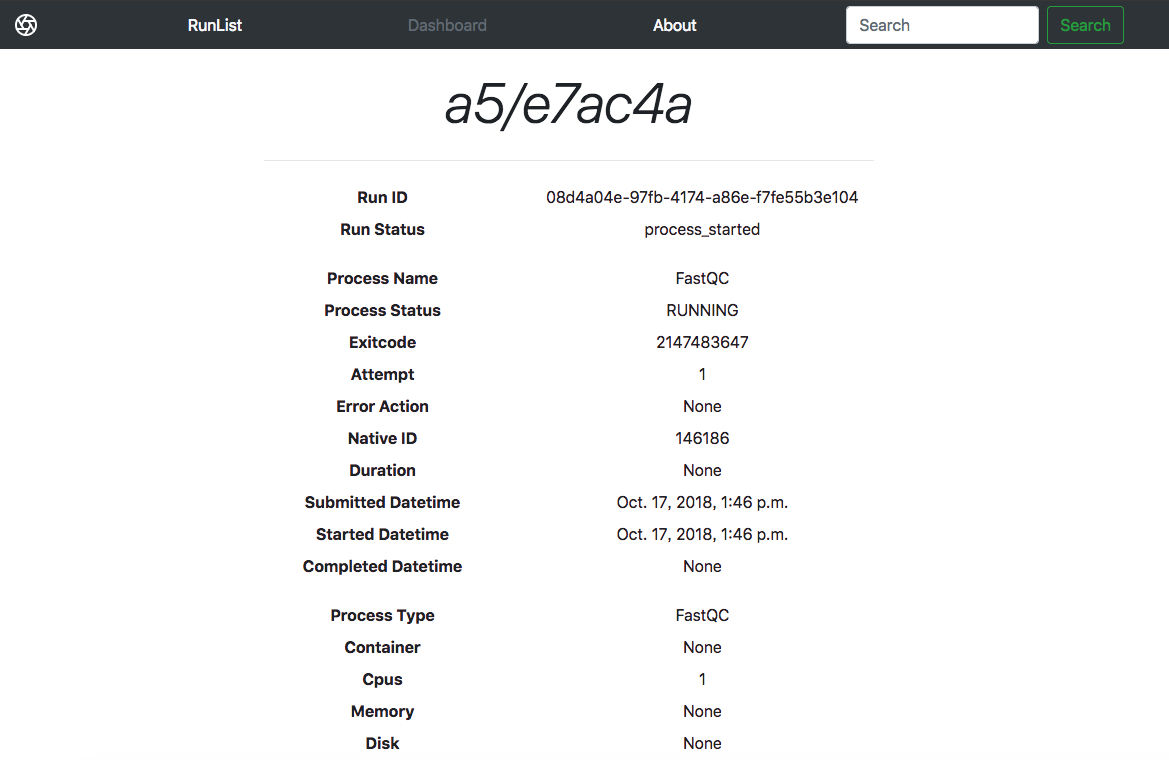 RunList Dashboard About Search Search
a5/e7ac4a
Run ID 08d4a04e-97fb-4174-a86e-f7fe55b3e104
Run Status process_started
Process Name FastQC
Process Status RUNNING
Exitcode 2147483647
Attempt 1
Error Action None
Native ID 146186
Duration None
Submitted Datetime Oct. 17, 2018, 1:46 p.m.
Started Datetime Oct. 17, 2018, 1:46 p.m.
Completed Datetime None
Process Type FastQC
Container None
Cpus 1
Memory None
Disk None